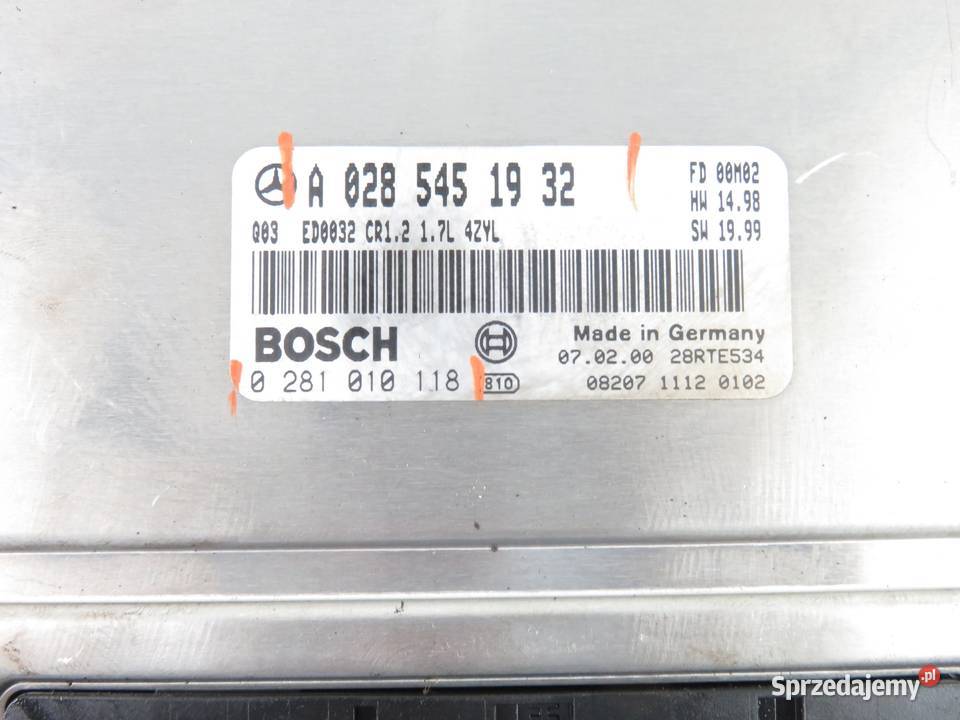 A 028 545 19 32
FD 00M02
HW 14.98
Q03 ED0032 CR1.2 1.7L 4ZYL
SW 19.99
BOSCH
Made in Germany
07.02.00 28RTE534
0 281 010 118
810
08207 1112 0102
Sprzedajemy.pl